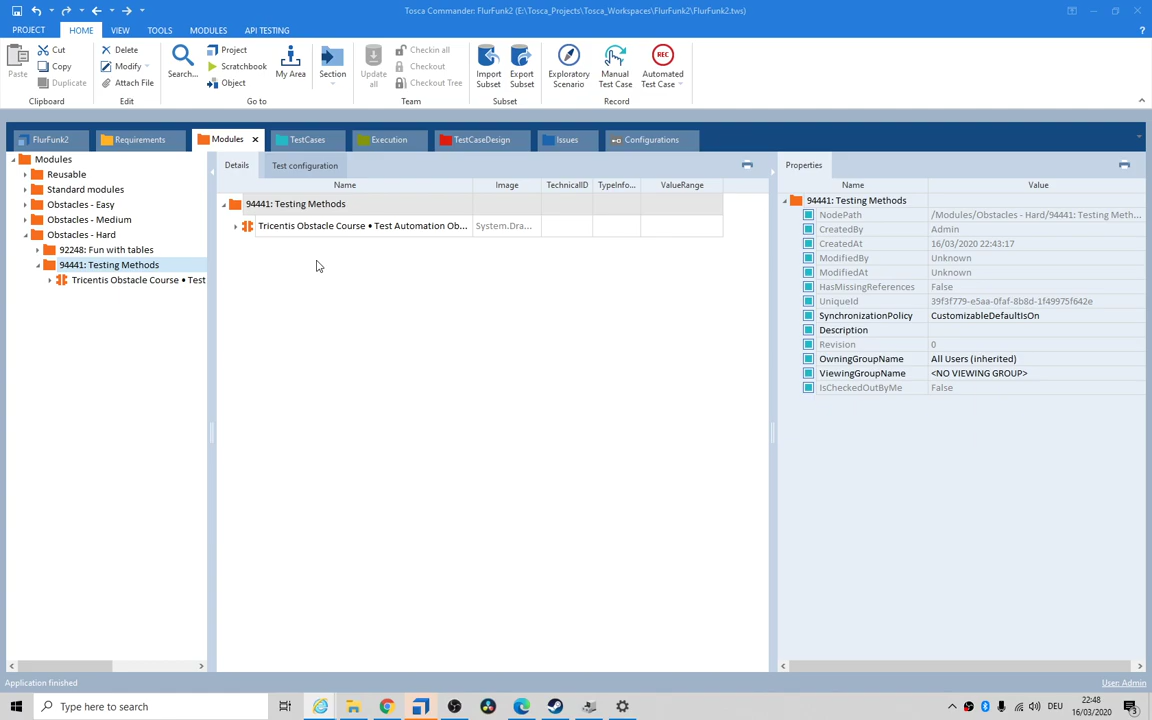 Tosca Commander: FlurFunk2 (E:\Tosca_Projects\Tosca_Workspaces\FlurFunk2\FlurFunk2.tws)
PROJECT HOME VIEW TOOLS MODULES API TESTING ?
Paste Cut Copy Duplicate
Delete Modify Attach File
Search... Project Scratchbook Object My Area Section
Update all Checkin all Checkout Checkout Tree
Import Subset Export Subset
Exploratory Scenario Manual Test Case REC Automated Test Case
Clipboard Edit Go to Team Subset Record
FlurFunk2 Requirements Modules TestCases Execution TestCaseDesign Issues Configurations
Modules
Reusable
Standard modules
Obstacles - Easy
Obstacles - Medium
Obstacles - Hard
92248: Fun with tables
94441: Testing Methods
Tricentis Obstacle Course • Test
Details Test configuration
Name Image TechnicalID TypeInfo... ValueRange
94441: Testing Methods
Tricentis Obstacle Course • Test Automation Ob... System.Dra...
Properties
Name Value
94441: Testing Methods
NodePath /Modules/Obstacles - Hard/94441: Testing Meth...
CreatedBy Admin
CreatedAt 16/03/2020 22:43:17
ModifiedBy Unknown
ModifiedAt Unknown
HasMissingReferences False
UniqueId 39f3f779-e5aa-0faf-8b8d-1f49975f642e
SynchronizationPolicy CustomizableDefaultIsOn
Description
Revision 0
OwningGroupName All Users (inherited)
ViewingGroupName <NO VIEWING GROUP>
IsCheckedOutByMe False
Application finished User: Admin
Type here to search DEU 22:48
16/03/2020 3